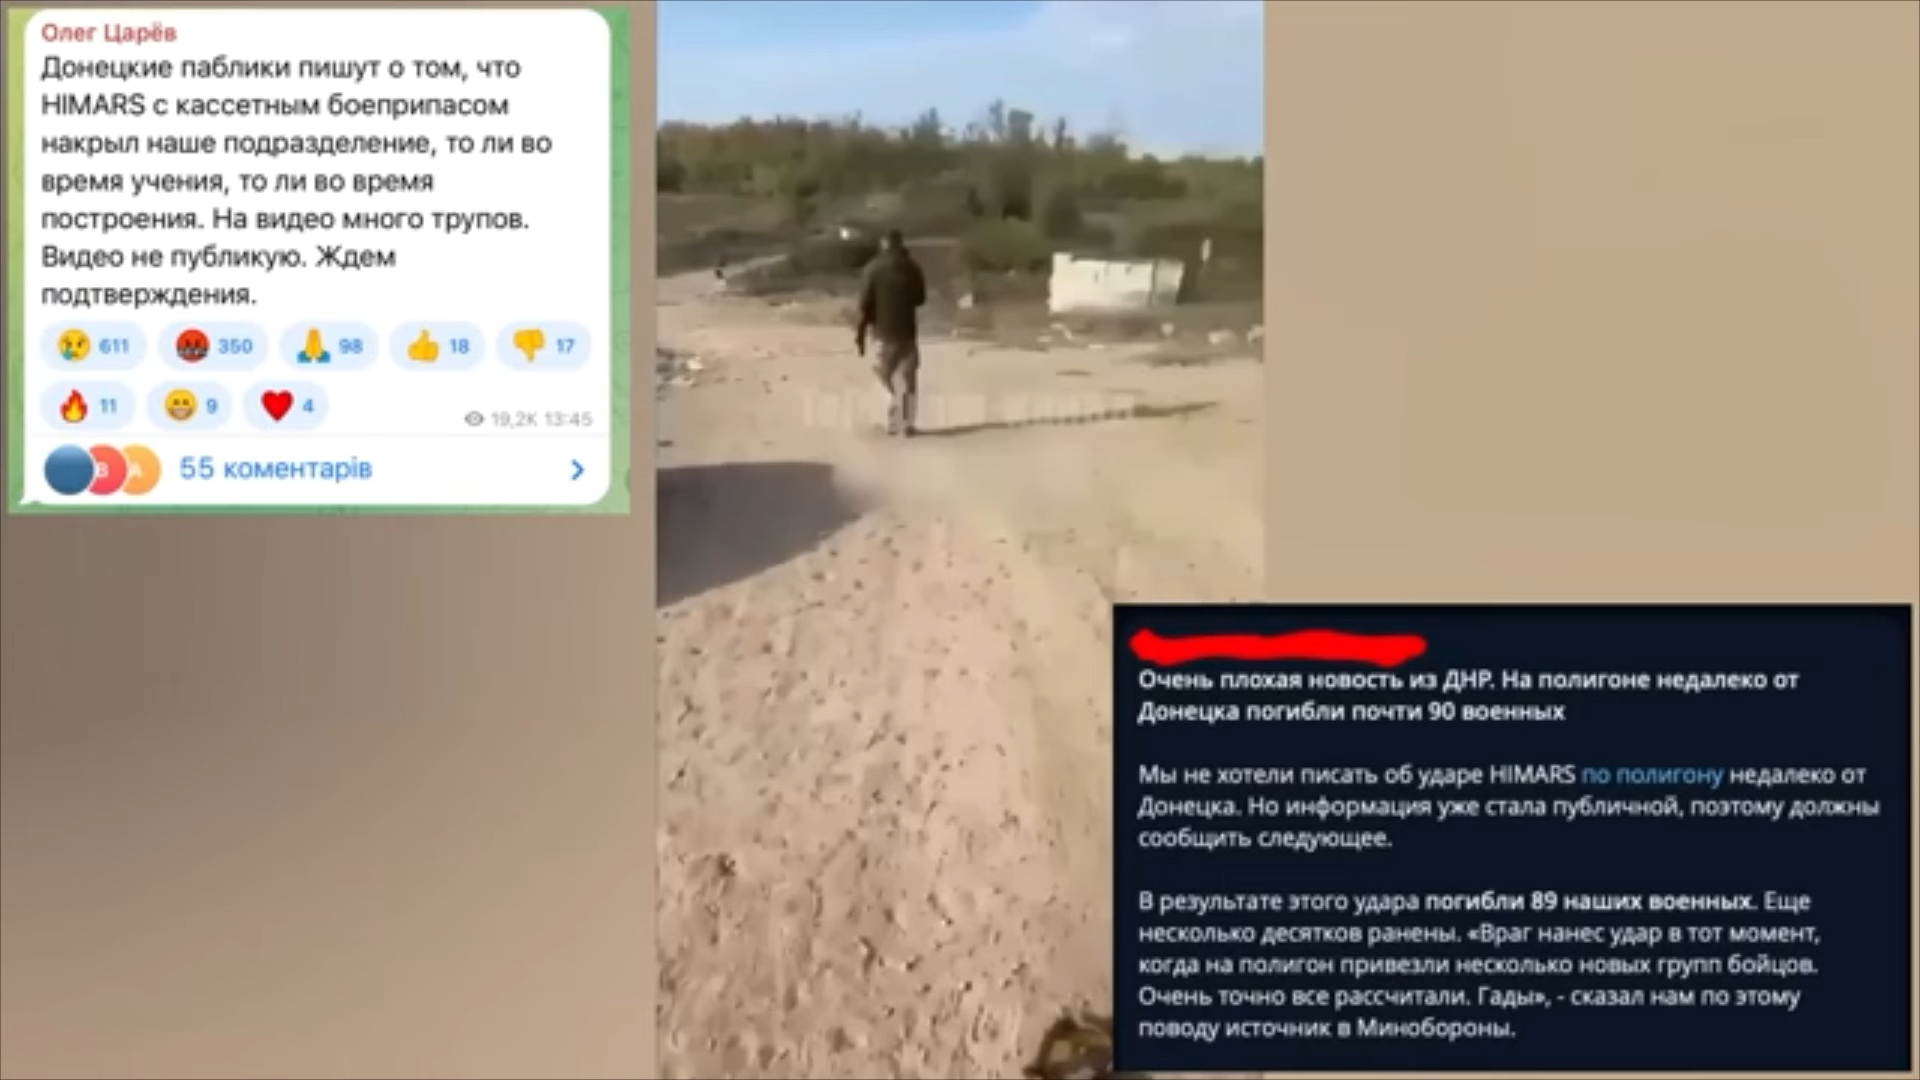 Олег Царёв
Донецкие паблики пишут о том, что
HIMARS с кассетным боеприпасом
накрыл наше подразделение, то ли во
время учения, то ли во время
построения. На видео много трупов.
Видео не публикую. Ждем
подтверждения.
611 350 98 18 17
11 9 4 19,2K 13:45
В А 55 коментарів
Очень плохая новость из ДНР. На полигоне недалеко от
Донецка погибли почти 90 военных
Мы не хотели писать об ударе HIMARS по полигону недалеко от
Донецка. Но информация уже стала публичной, поэтому должны
сообщить следующее.
В результате этого удара погибли 89 наших военных. Еще
несколько десятков ранены. «Враг нанес удар в тот момент,
когда на полигон привезли несколько новых групп бойцов.
Очень точно все рассчитали. Гады», - сказал нам по этому
поводу источник в Минобороны.